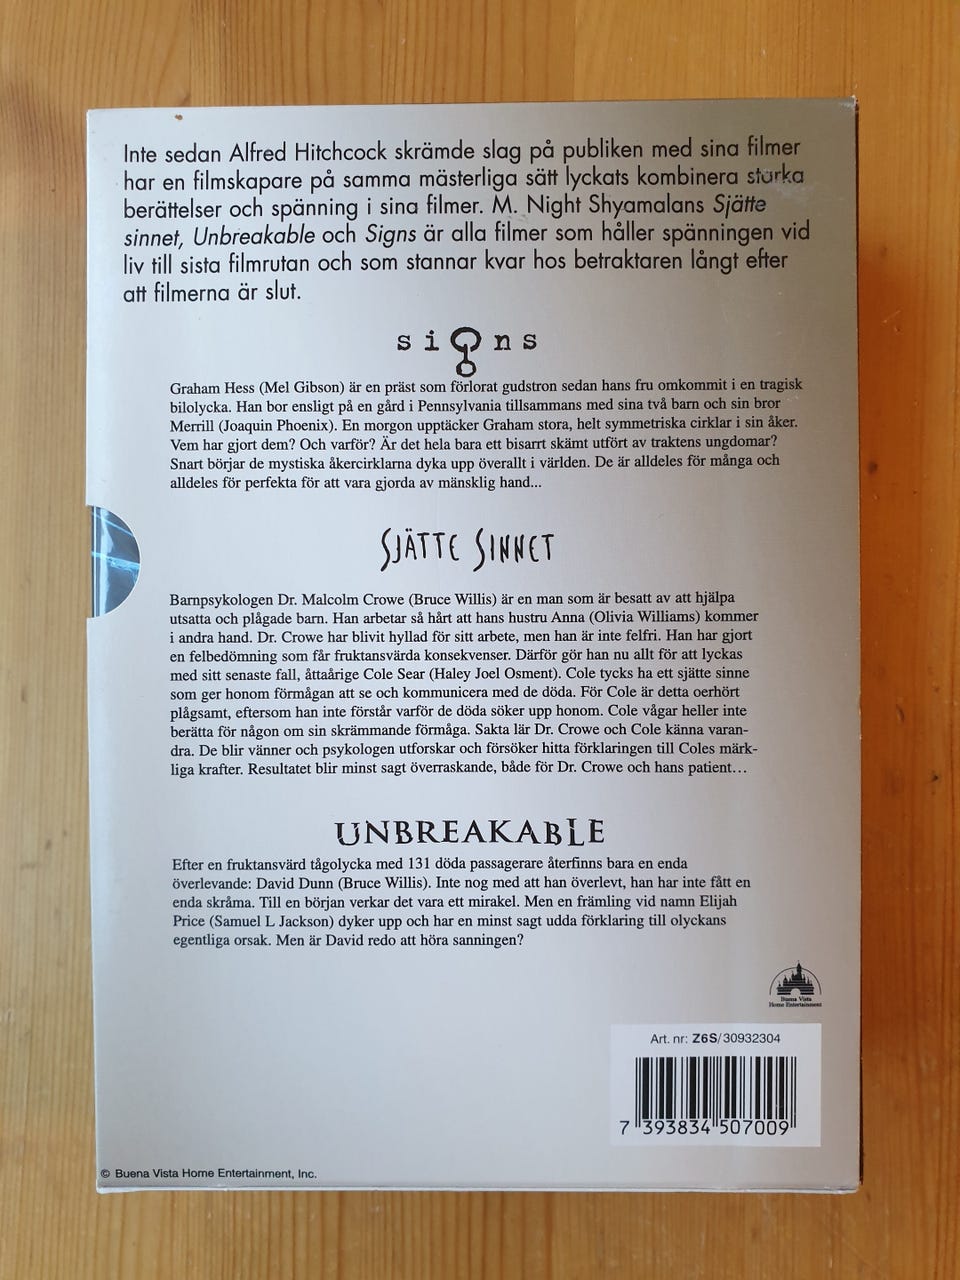 Inte sedan Alfred Hitchcock skrämde slag på publiken med sina filmer
har en filmskapare på samma mästerliga sätt lyckats kombinera starka
berättelser och spänning i sina filmer. M. Night Shyamalans Sjätte
sinnet, Unbreakable och Signs är alla filmer som håller spänningen vid
liv till sista filmrutan och som stannar kvar hos betraktaren långt efter
att filmerna är slut.
signs
Graham Hess (Mel Gibson) är en präst som förlorat gudstron sedan hans fru omkommit i en tragisk
bilolycka. Han bor ensligt på en gård i Pennsylvania tillsammans med sina två barn och sin bror
Merrill (Joaquin Phoenix). En morgon upptäcker Graham stora, helt symmetriska cirklar i sin åker.
Vem har gjort dem? Och varför? Är det hela bara ett bisarrt skämt utfört av traktens ungdomar?
Snart börjar de mystiska åkercirklarna dyka upp överallt i världen. De är alldeles för många och
alldeles för perfekta för att vara gjorda av mänsklig hand...
SJÄTTE SINNET
Barnpsykologen Dr. Malcolm Crowe (Bruce Willis) är en man som är besatt av att hjälpa
utsatta och plågade barn. Han arbetar så hårt att hans hustru Anna (Olivia Williams) kommer
i andra hand. Dr. Crowe har blivit hyllad för sitt arbete, men han är inte felfri. Han har gjort
en felbedömning som får fruktansvärda konsekvenser. Därför gör han nu allt för att lyckas
med sitt senaste fall, åttaårige Cole Sear (Haley Joel Osment). Cole tycks ha ett sjätte sinne
som ger honom förmågan att se och kommunicera med de döda. För Cole är detta oerhört
plågsamt, eftersom han inte förstår varför de döda söker upp honom. Cole vågar heller inte
berätta för någon om sin skrämmande förmåga. Sakta lär Dr. Crowe och Cole känna varan-
dra. De blir vänner och psykologen utforskar och försöker hitta förklaringen till Coles märk-
liga krafter. Resultatet blir minst sagt överraskande, både för Dr. Crowe och hans patient...
UNBREAKABLE
Efter en fruktansvärd tågolycka med 131 döda passagerare återfinns bara en enda
överlevande: David Dunn (Bruce Willis). Inte nog med att han överlevt, han har inte fått en
enda skråma. Till en början verkar det vara ett mirakel. Men en främling vid namn Elijah
Price (Samuel L Jackson) dyker upp och har en minst sagt udda förklaring till olyckans
egentliga orsak. Men är David redo att höra sanningen?
Buena Vista
Home Entertainment
Art. nr: Z6S/30932304
7 393834 507009
© Buena Vista Home Entertainment, Inc.